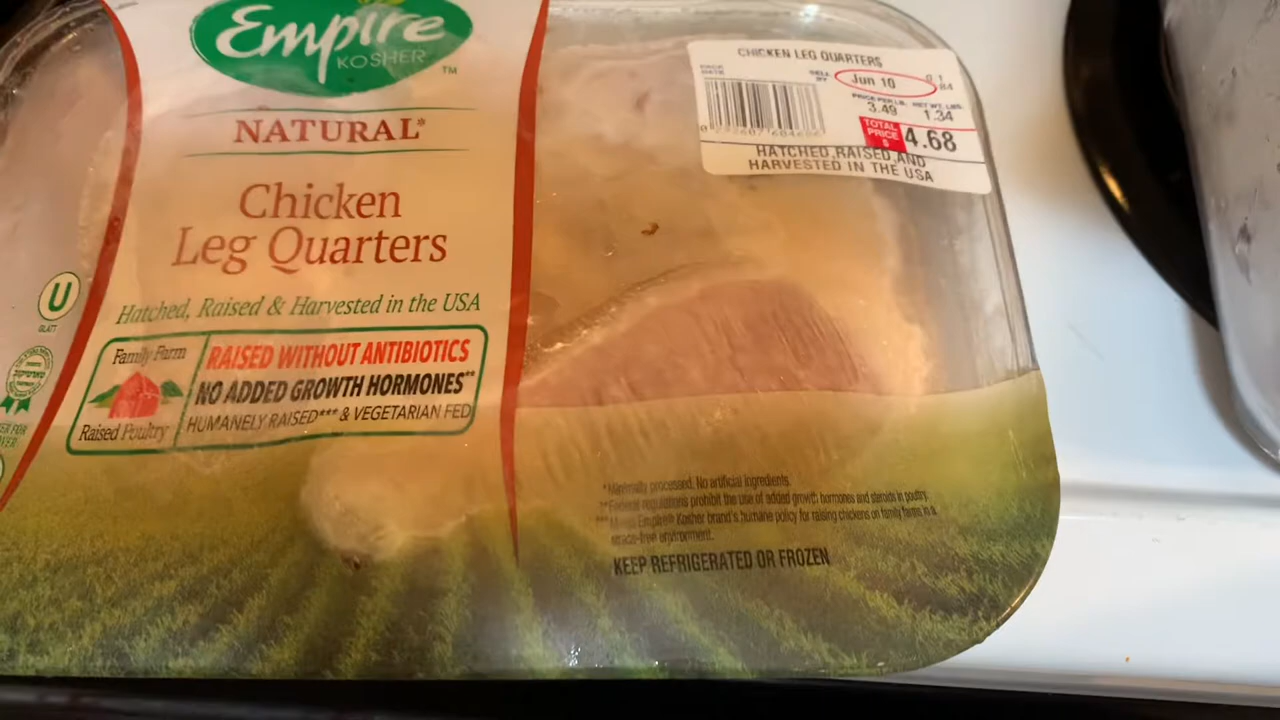 Empire
KOSHER
TM
NATURAL*
Chicken
Leg Quarters
Hatched, Raised & Harvested in the USA
Family Farm
Raised Poultry
RAISED WITHOUT ANTIBIOTICS
NO ADDED GROWTH HORMONES**
HUMANELY RAISED*** & VEGETARIAN FED
U
GLATT
CHICKEN LEG QUARTERS
SELL BY
Jun 10
PRICE PER LB. NET WT. LBS.
3.49 1.34
TOTAL PRICE $ 4.68
HATCHED, RAISED AND
HARVESTED IN THE USA
*Minimally processed. No artificial ingredients.
**Federal regulations prohibit the use of added growth hormones and steroids in poultry.
***Meets Empire® Kosher brand's humane policy for raising chickens on family farms in a
stress-free environment.
KEEP REFRIGERATED OR FROZEN